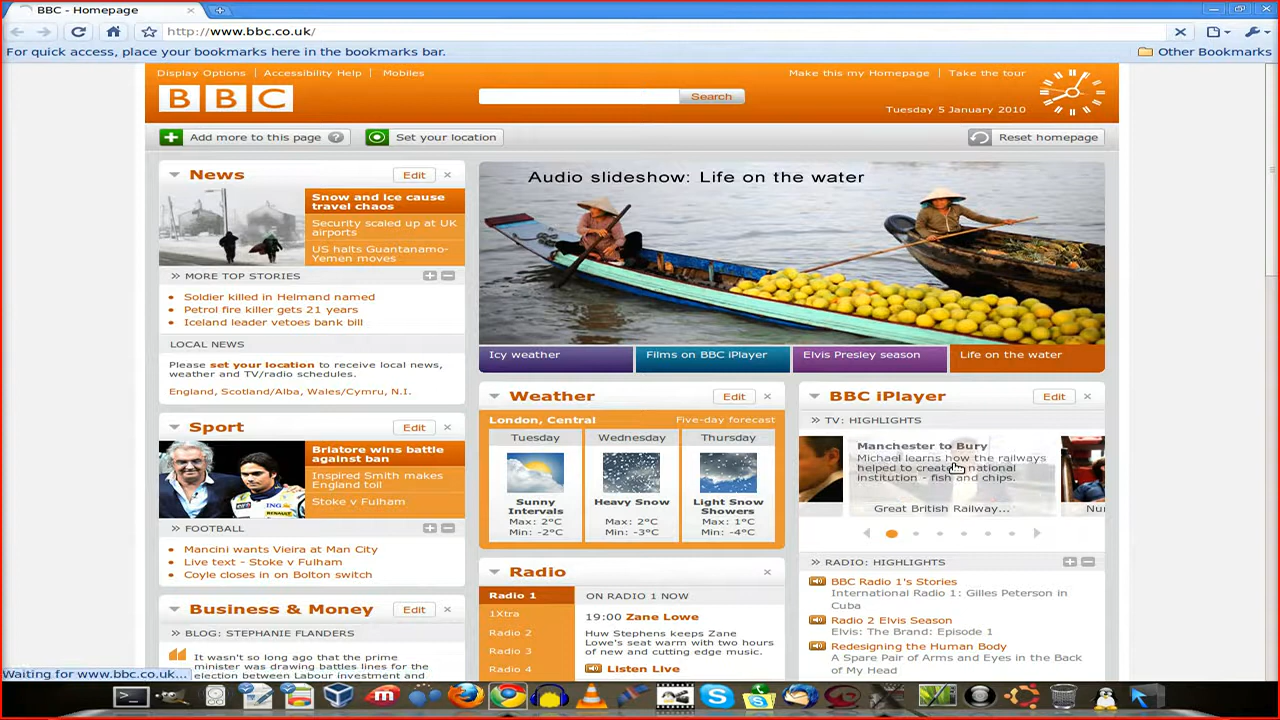 BBC - Homepage
http://www.bbc.co.uk/
For quick access, place your bookmarks here in the bookmarks bar.
Other Bookmarks
Display Options | Accessibility Help | Mobiles
Make this my Homepage | Take the tour
BBC
Search
Tuesday 5 January 2010
Add more to this page ?
Set your location
Reset homepage
News
Edit
Snow and ice cause
travel chaos
Security scaled up at UK
airports
US halts Guantanamo-
Yemen moves
MORE TOP STORIES
Soldier killed in Helmand named
Petrol fire killer gets 21 years
Iceland leader vetoes bank bill
LOCAL NEWS
Please set your location to receive local news,
weather and TV/radio schedules.
England, Scotland/Alba, Wales/Cymru, N.I.
Sport
Edit
Briatore wins battle
against ban
Inspired Smith makes
England toil
Stoke v Fulham
FOOTBALL
Mancini wants Vieira at Man City
Live text - Stoke v Fulham
Coyle closes in on Bolton switch
Business & Money
Edit
BLOG: STEPHANIE FLANDERS
It wasn't so long ago that the prime
minister was drawing battles lines for the
election between Labour investment and
Audio slideshow: Life on the water
Icy weather
Films on BBC iPlayer
Elvis Presley season
Life on the water
Weather
Edit
London, Central
Five-day forecast
Tuesday
Wednesday
Thursday
Sunny
Intervals
Heavy Snow
Light Snow
Showers
Max: 2°C
Min: -2°C
Max: 2°C
Min: -3°C
Max: 1°C
Min: -4°C
Radio
Radio 1
1Xtra
Radio 2
Radio 3
Radio 4
ON RADIO 1 NOW
19:00 Zane Lowe
Huw Stephens keeps Zane
Lowe's seat warm with two hours
of new and cutting edge music.
Listen Live
BBC iPlayer
Edit
TV: HIGHLIGHTS
Manchester to Bury
Michael learns how the railways
helped to create national
institution - fish and chips.
Great British Railway...
RADIO: HIGHLIGHTS
BBC Radio 1's Stories
International Radio 1: Gilles Peterson in
Cuba
Radio 2 Elvis Season
Elvis: The Brand: Episode 1
Redesigning the Human Body
A Spare Pair of Arms and Eyes in the Back
of My Head
Waiting for www.bbc.co.uk...